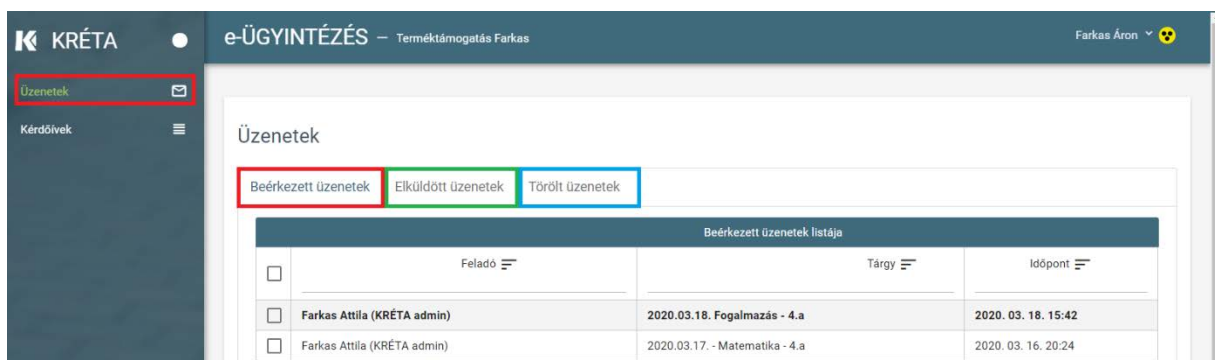 KRÉTA
e-ÜGYINTÉZÉS – Terméktámogatás Farkas
Farkas Áron
Üzenetek
Kérdőívek
Üzenetek
Beérkezett üzenetek Elküldött üzenetek Törölt üzenetek
Beérkezett üzenetek listája
Feladó Tárgy Időpont
Farkas Attila (KRÉTA admin) 2020.03.18. Fogalmazás - 4.a 2020. 03. 18. 15:42
Farkas Attila (KRÉTA admin) 2020.03.17. - Matematika - 4.a 2020. 03. 16. 20:24